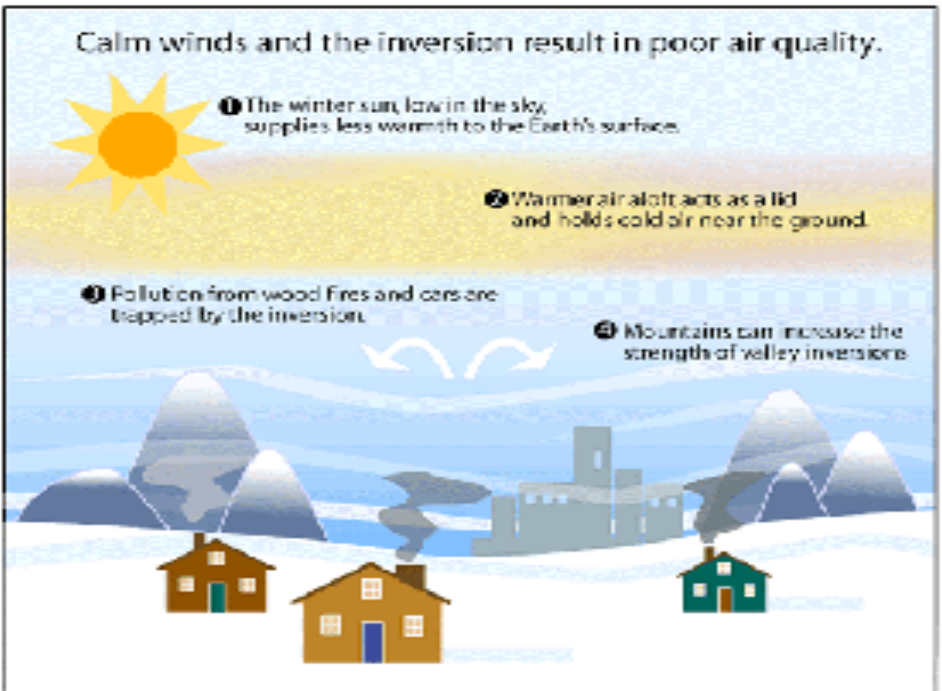 Calm winds and the inversion result in poor air quality.
❶ The winter sun, low in the sky,
supplies less warmth to the Earth's surface.
❷ Warmer air aloft acts as a lid
and holds cold air near the ground.
❸ Pollution from wood fires and cars are
trapped by the inversion.
❹ Mountains can increase the
strength of valley inversions